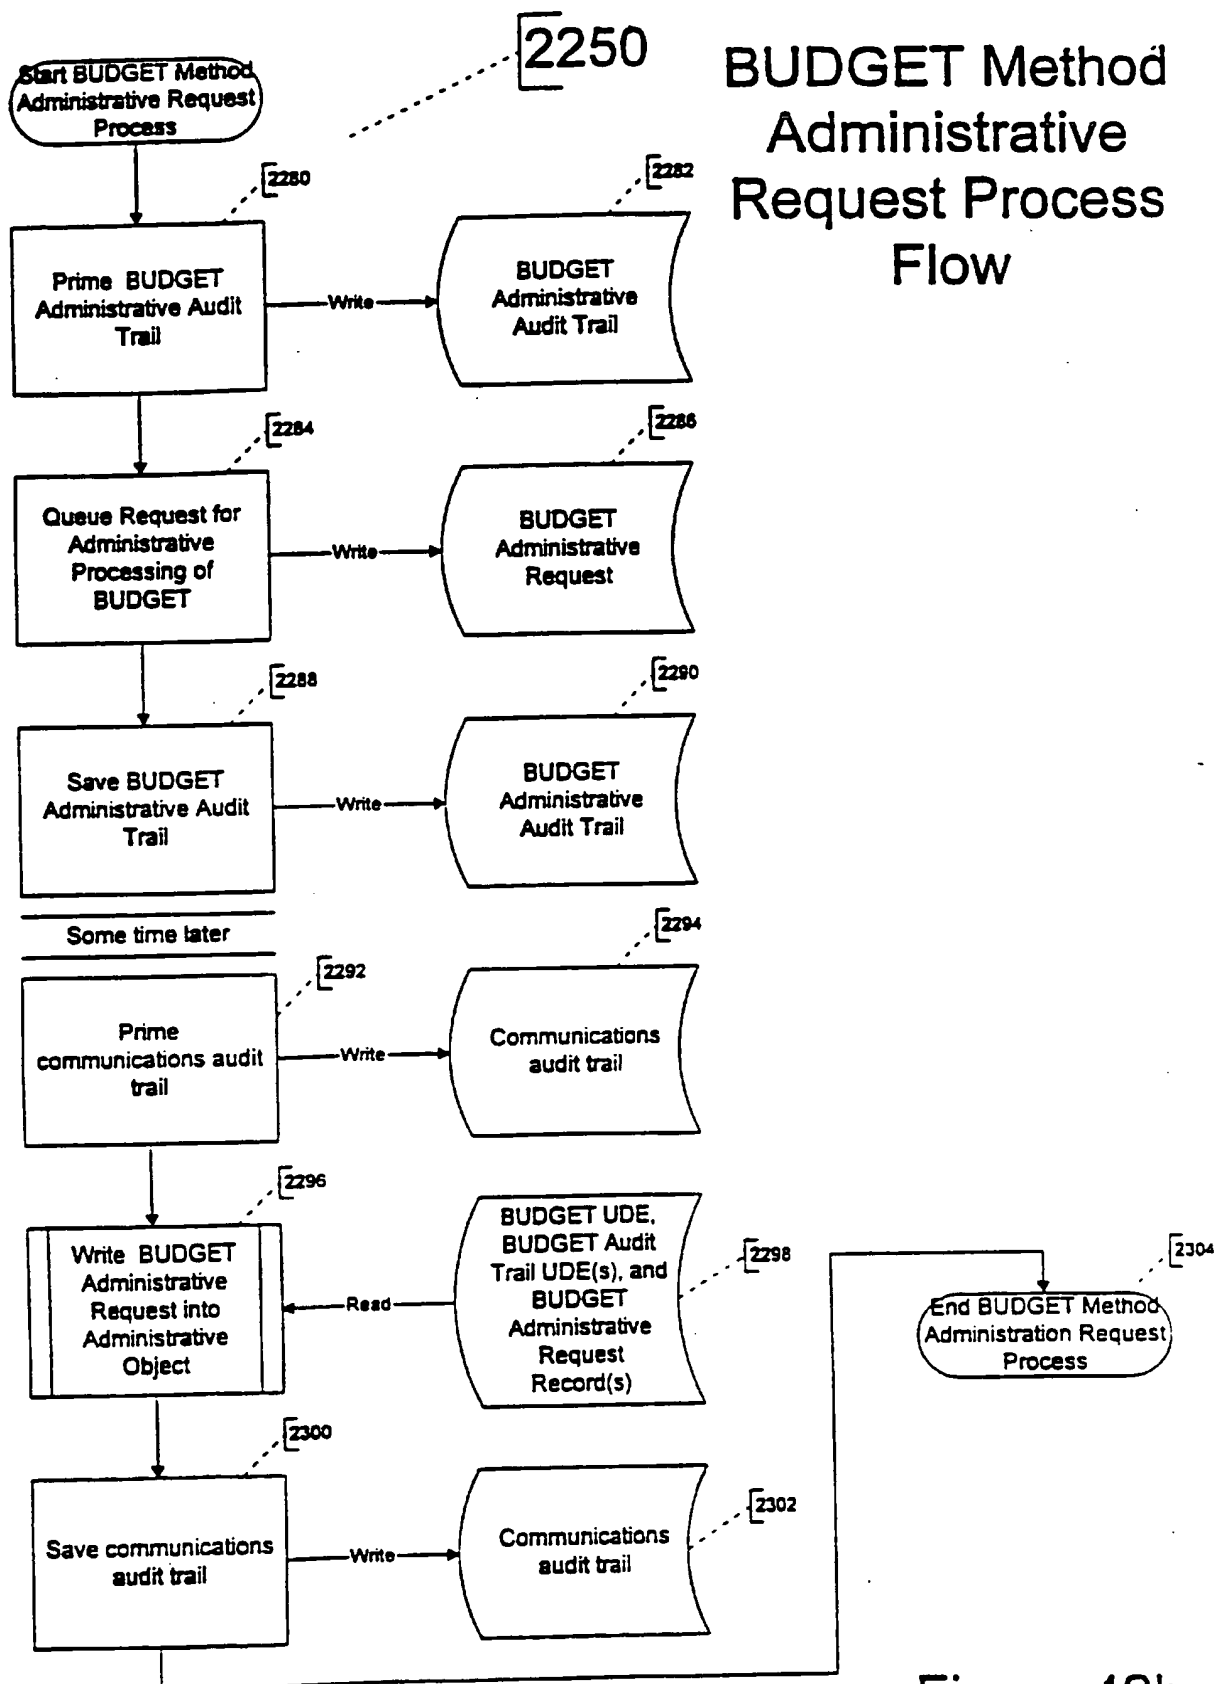 2250
BUDGET Method
Administrative
Request Process
Flow
Start BUDGET Method
Administrative Request
Process
2280
2282
Prime BUDGET
Administrative Audit
Trail
Write
BUDGET
Administrative
Audit Trail
2284
2286
Queue Request for
Administrative
Processing of
BUDGET
Write
BUDGET
Administrative
Request
2288
2290
Save BUDGET
Administrative Audit
Trail
Write
BUDGET
Administrative
Audit Trail
Some time later
2292
2294
Prime
communications audit
trail
Write
Communications
audit trail
2296
Write BUDGET
Administrative
Request into
Administrative
Object
Read
BUDGET UDE,
BUDGET Audit
Trail UDE(s), and
BUDGET
Administrative
Request
Record(s)
2298
2304
End BUDGET Method
Administration Request
Process
2300
2302
Save communications
audit trail
Write
Communications
audit trail